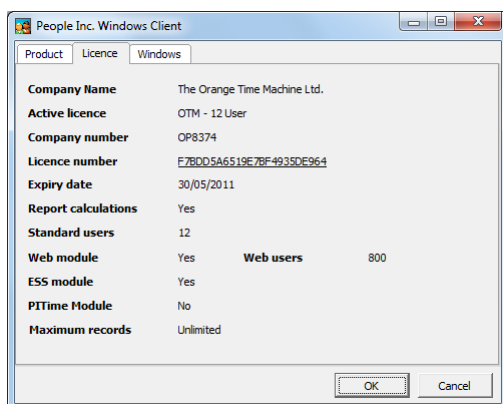 People Inc. Windows Client
Product Licence Windows
Company Name The Orange Time Machine Ltd.
Active licence OTM - 12 User
Company number OP8374
Licence number F7BDD5A6519E7BF4935DE964
Expiry date 30/05/2011
Report calculations Yes
Standard users 12
Web module Yes Web users 800
ESS module Yes
PITime Module No
Maximum records Unlimited
OK Cancel